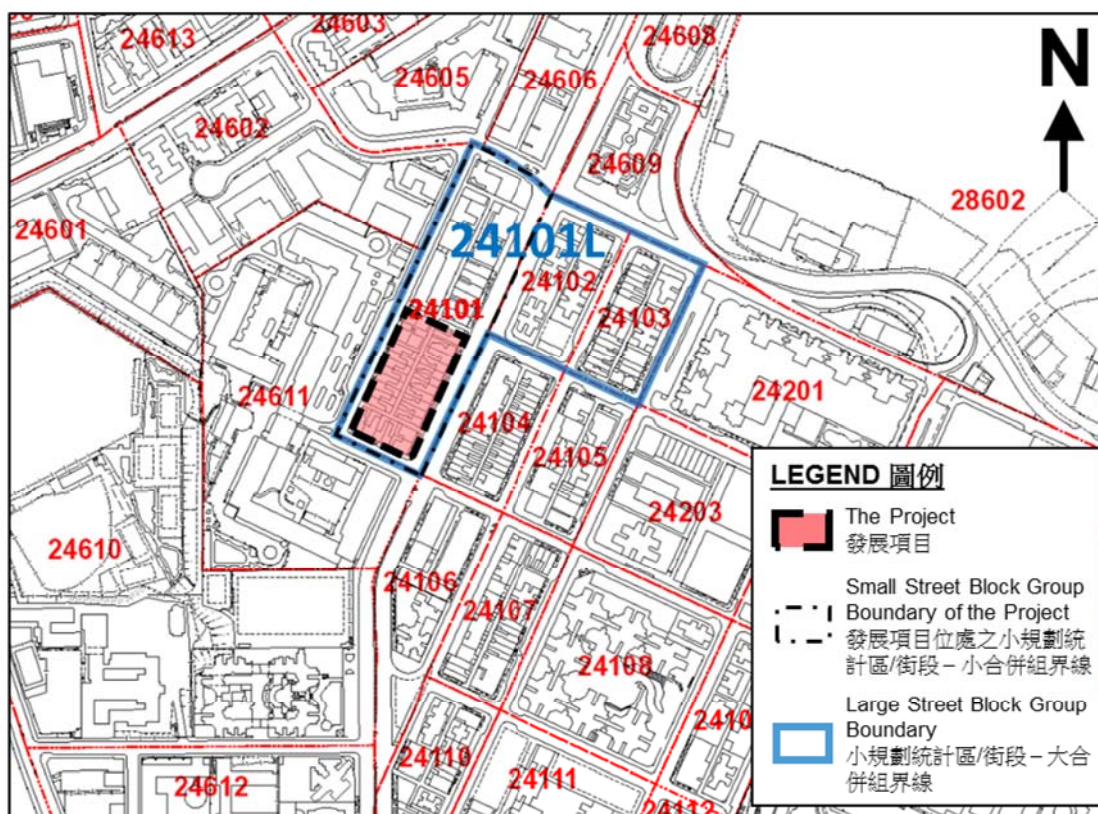 24613
24603
24608
24605
24606
24602
24609
28602
24601
24101L
24102
24101
24103
24611
24201
24104
24105
24203
24610
24106
24107
24108
24110
24111
24612
N
LEGEND 圖例
The Project
發展項目
Small Street Block Group
Boundary of the Project
發展項目位處之小規劃統
計區/街段 – 小合併組界線
Large Street Block Group
Boundary
小規劃統計區/街段 – 大合
併組界線